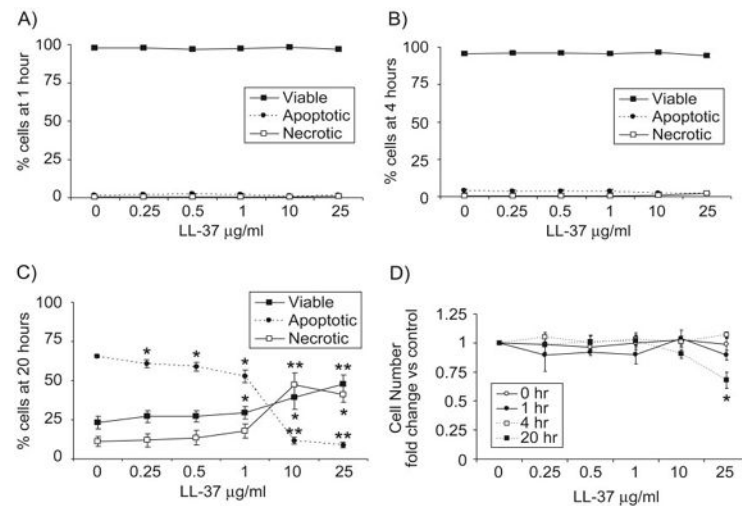 A)
% cells at 1 hour
100
75
50
25
0
Viable
Apoptotic
Necrotic
0 0.25 0.5 1 10 25
LL-37 µg/ml
B)
% cells at 4 hours
100
75
50
25
0
Viable
Apoptotic
Necrotic
0 0.25 0.5 1 10 25
LL-37 µg/ml
C)
% cells at 20 hours
100
75
50
25
0
Viable
Apoptotic
Necrotic
* * * ** **
* * *
** **
0 0.25 0.5 1 10 25
LL-37 µg/ml
D)
Cell Number
fold change vs control
1.25
1
0.75
0.5
0.25
0
0 hr
1 hr
4 hr
20 hr
*
0 0.25 0.5 1 10 25
LL-37 µg/ml